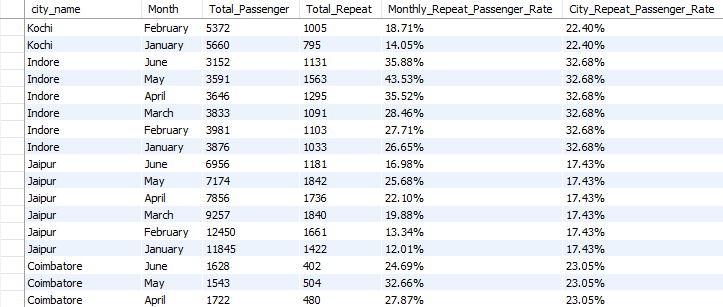 city_name Month Total_Passenger Total_Repeat Monthly_Repeat_Passenger_Rate City_Repeat_Passenger_Rate
Kochi February 5372 1005 18.71% 22.40%
Kochi January 5660 795 14.05% 22.40%
Indore June 3152 1131 35.88% 32.68%
Indore May 3591 1563 43.53% 32.68%
Indore April 3646 1295 35.52% 32.68%
Indore March 3833 1091 28.46% 32.68%
Indore February 3981 1103 27.71% 32.68%
Indore January 3876 1033 26.65% 32.68%
Jaipur June 6956 1181 16.98% 17.43%
Jaipur May 7174 1842 25.68% 17.43%
Jaipur April 7856 1736 22.10% 17.43%
Jaipur March 9257 1840 19.88% 17.43%
Jaipur February 12450 1661 13.34% 17.43%
Jaipur January 11845 1422 12.01% 17.43%
Coimbatore June 1628 402 24.69% 23.05%
Coimbatore May 1543 504 32.66% 23.05%
Coimbatore April 1722 480 27.87% 23.05%